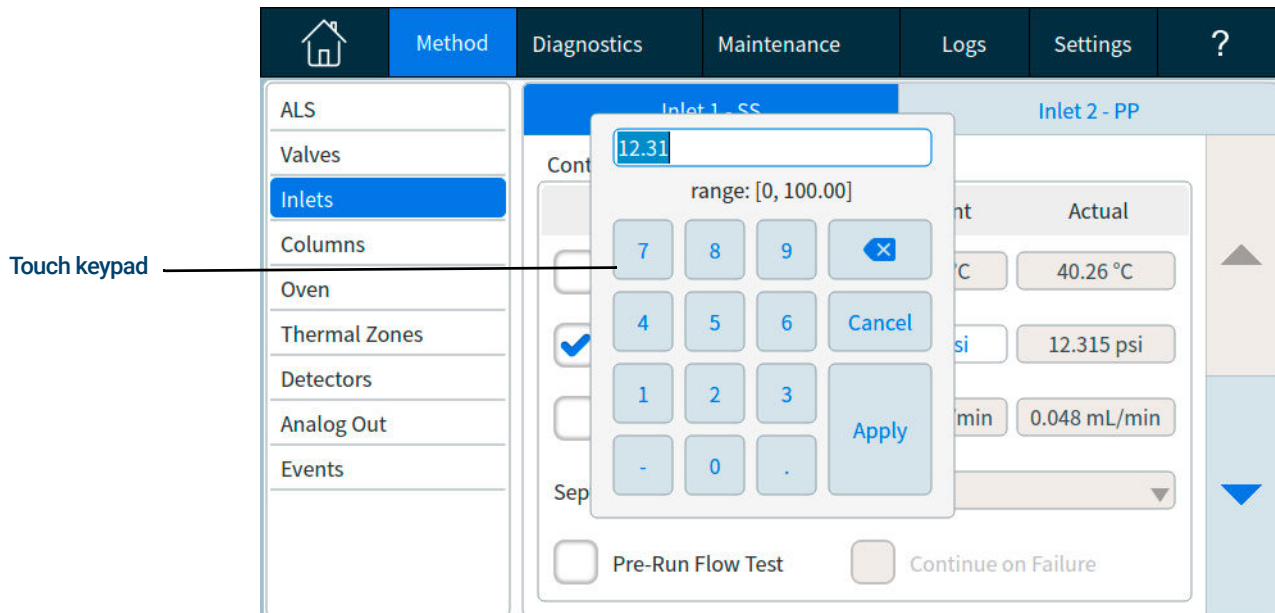 Method Diagnostics Maintenance Logs Settings ?
ALS
Valves
Inlets
Columns
Oven
Thermal Zones
Detectors
Analog Out
Events
Touch keypad
Inlet 1 - SS
Inlet 2 - PP
Cont
12.31
range: [0, 100.00]
nt Actual
7 8 9
°C 40.26 °C
4 5 6 Cancel
si 12.315 psi
1 2 3
Apply
min 0.048 mL/min
- 0 .
Sep
Pre-Run Flow Test Continue on Failure